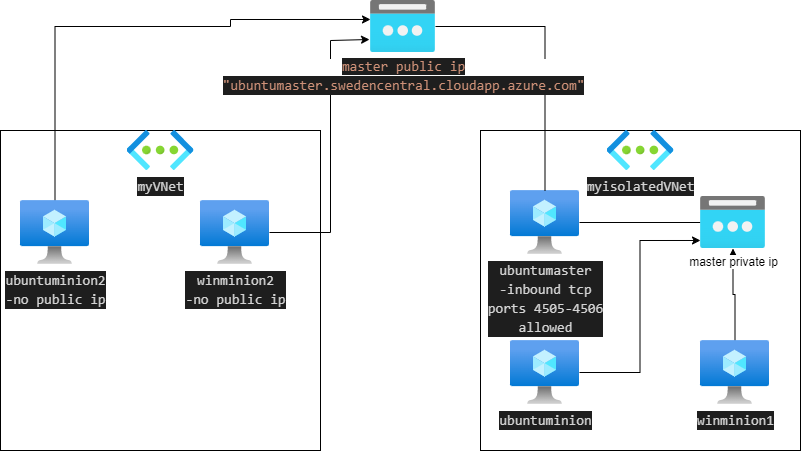 master public ip
"ubuntumaster.swedencentral.cloudapp.azure.com"
myVNet
myisolatedVNet
ubuntuminion2
-no public ip
winminion2
-no public ip
ubuntumaster
-inbound tcp
ports 4505-4506
allowed
master private ip
ubuntuminion
winminion1